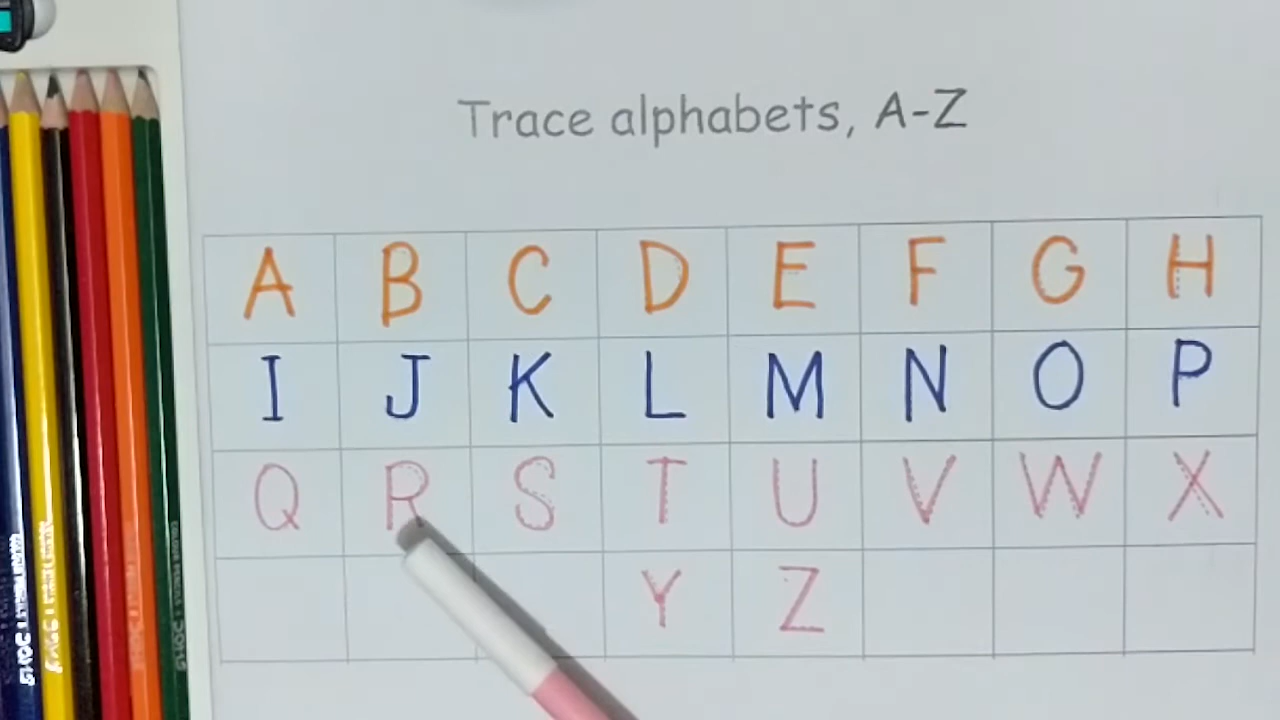 Trace alphabets, A-Z
A B C D E F G H
I J K L M N O P
Q R S T U V W X
Y Z